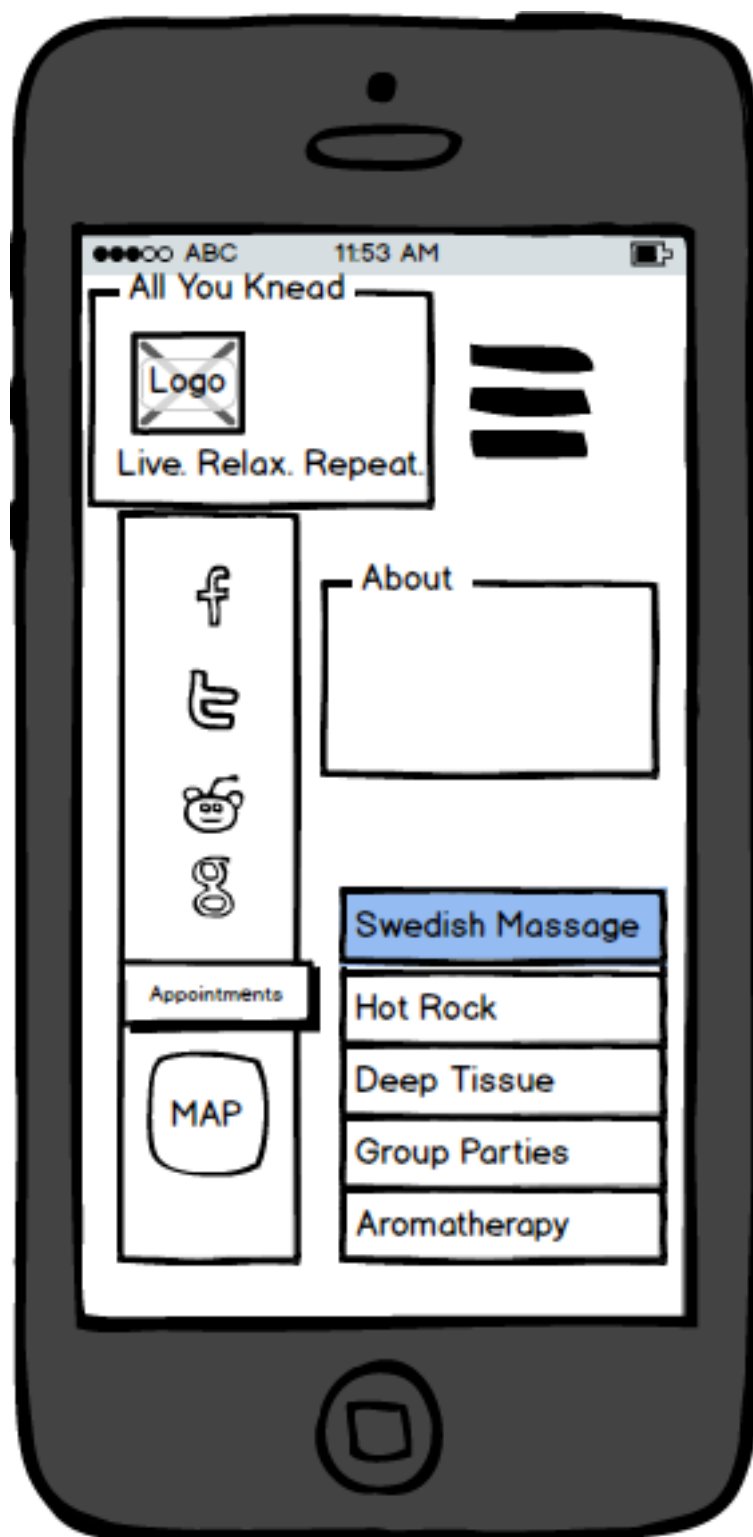 ABC 11:53 AM
All You Knead
Logo
Live. Relax. Repeat.
About
Swedish Massage
Appointments
Hot Rock
Deep Tissue
MAP
Group Parties
Aromatherapy